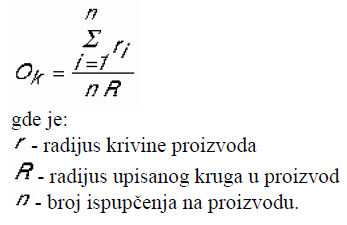 n
Σ r_i
i=1
O_k = ─────
n R
gde je:
r - radijus krivine proizvoda
R - radijus upisanog kruga u proizvod
n - broj ispupčenja na proizvodu.